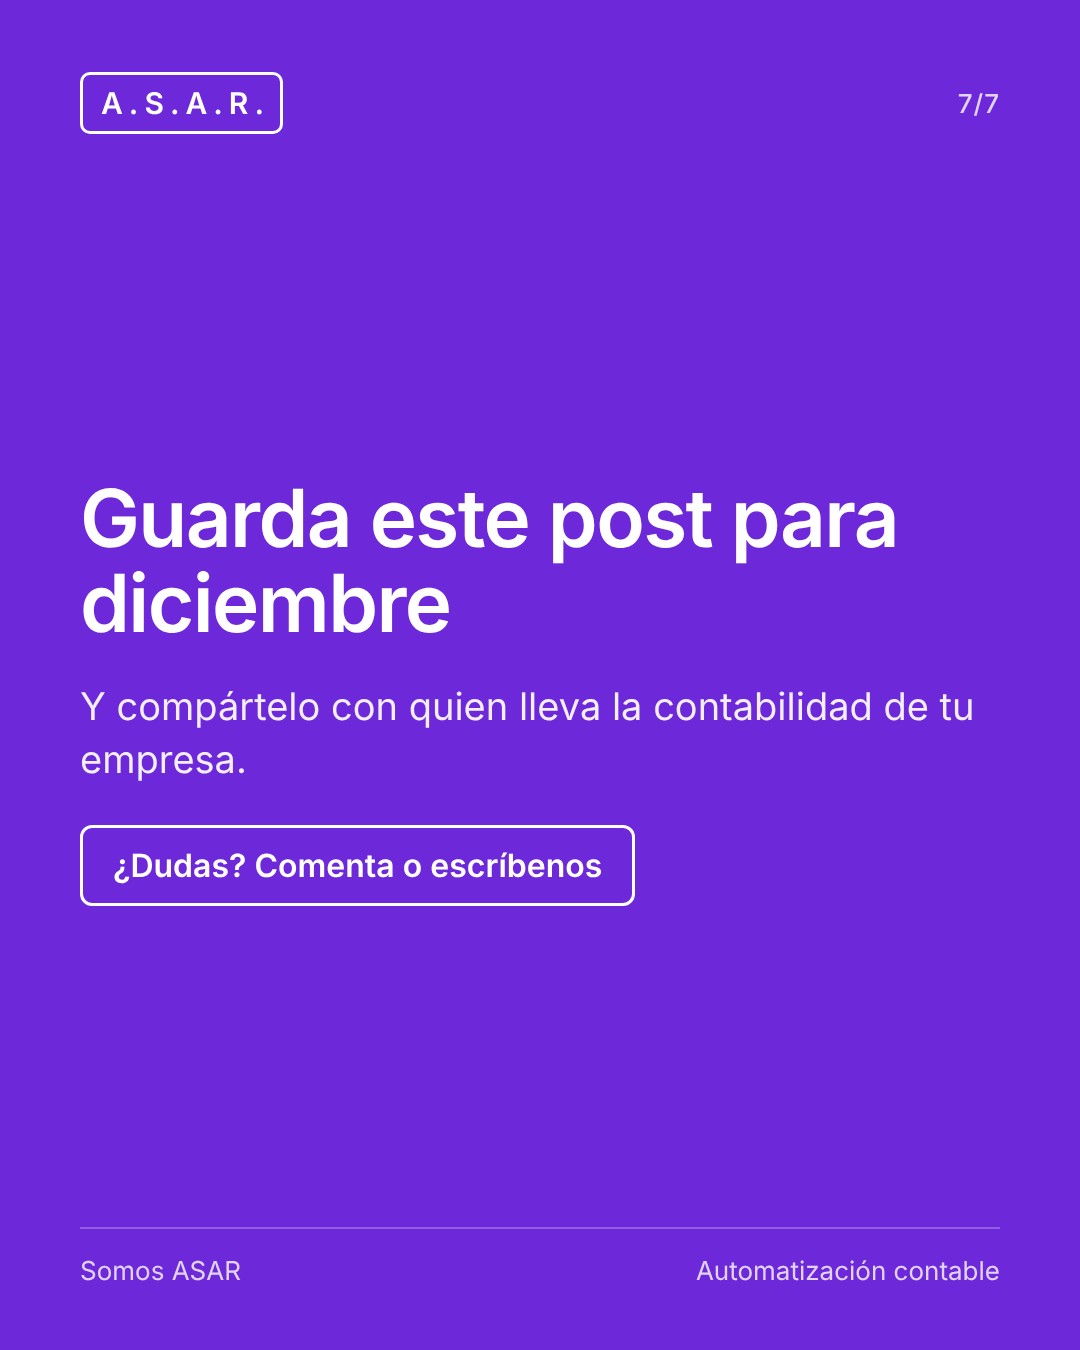 A.S.A.R.
7/7
Guarda este post para
diciembre
Y compártelo con quien lleva la contabilidad de tu
empresa.
¿Dudas? Comenta o escríbenos
Somos ASAR
Automatización contable